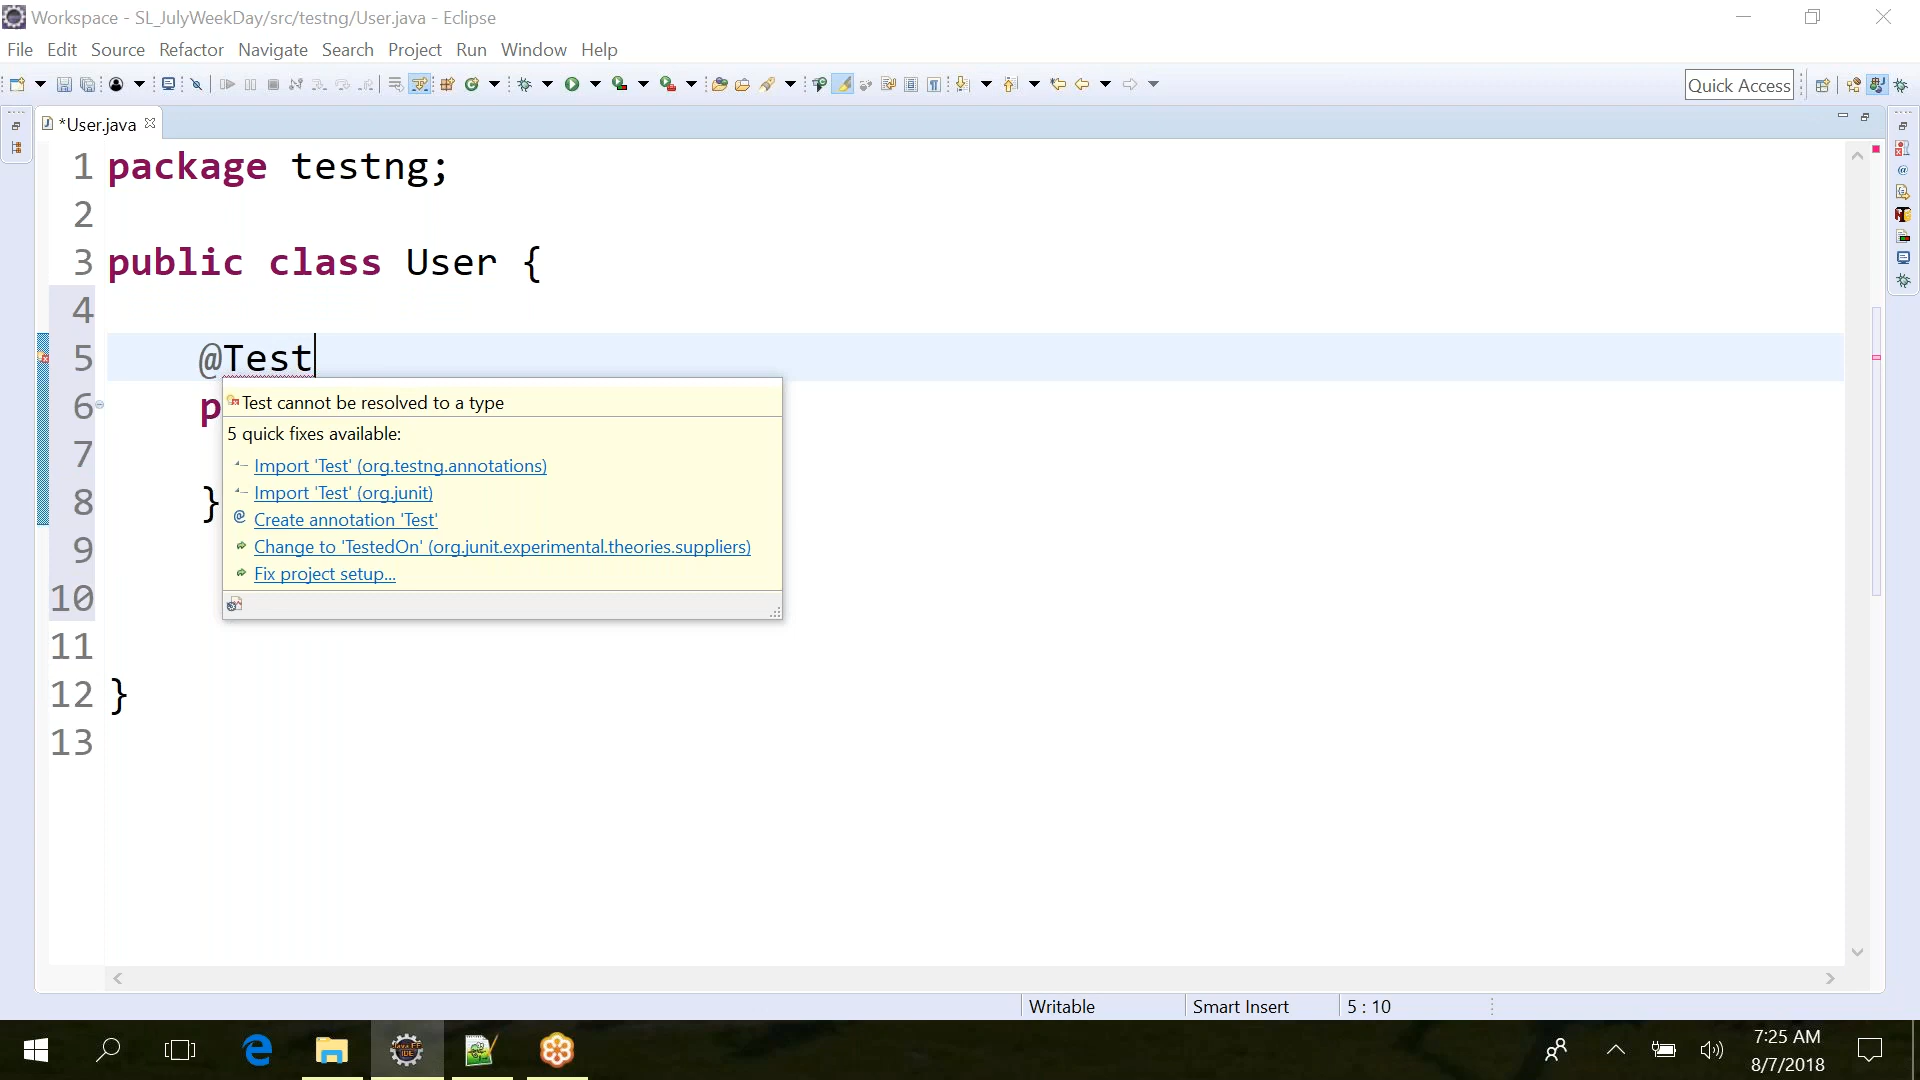 Workspace - SL_JulyWeekDay/src/testng/User.java - Eclipse
File Edit Source Refactor Navigate Search Project Run Window Help
Quick Access
*User.java
1 package testng;
2
3 public class User {
4
5 @Test
6 p
7
8 }
9
10
11
12 }
13
Test cannot be resolved to a type
5 quick fixes available:
Import 'Test' (org.testng.annotations)
Import 'Test' (org.junit)
Create annotation 'Test'
Change to 'TestedOn' (org.junit.experimental.theories.suppliers)
Fix project setup...
Writable Smart Insert 5 : 10
7:25 AM
8/7/2018